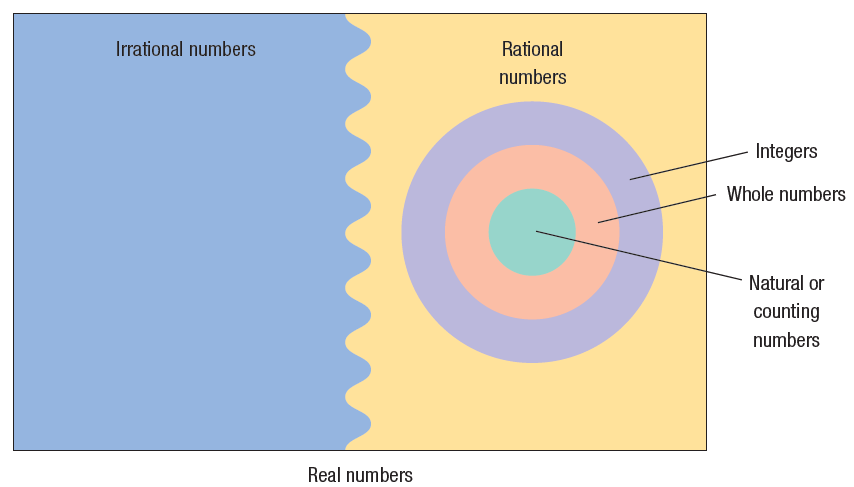 Irrational numbers
Rational
numbers
Integers
Whole numbers
Natural or
counting
numbers
Real numbers